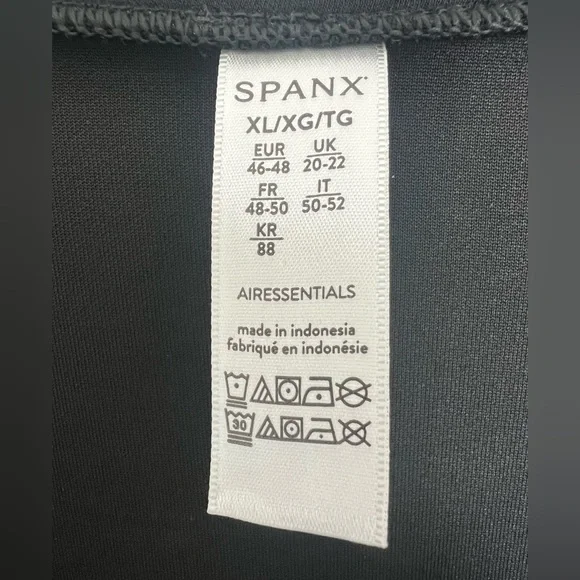 SPANX
XL/XG/TG
EUR UK
46-48 20-22
FR IT
48-50 50-52
KR
88
AIRESSENTIALS
made in indonesia
fabriqué en indonésie
30